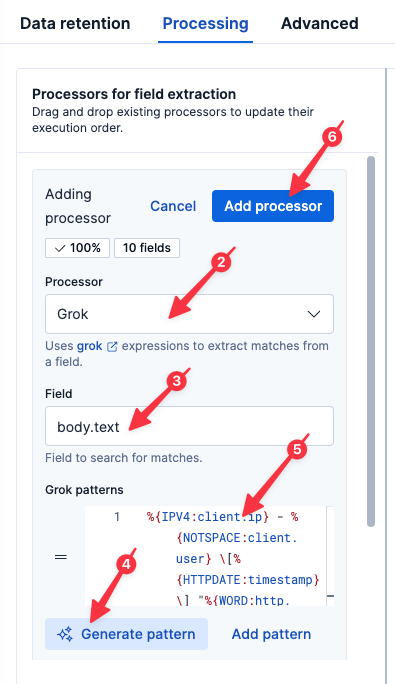 Data retention Processing Advanced
Processors for field extraction
Drag and drop existing processors to update their
execution order.
6
Adding
processor
Cancel Add processor
100% 10 fields
2
Processor
Grok
Uses grok expressions to extract matches from
a field.
3
Field
body.text
Field to search for matches.
5
Grok patterns
1 %{IPV4:client.ip} - %
{NOTSPACE:client.
user} \[%
{HTTPDATE:timestamp}
\] "%{WORD:http.
4
Generate pattern Add pattern